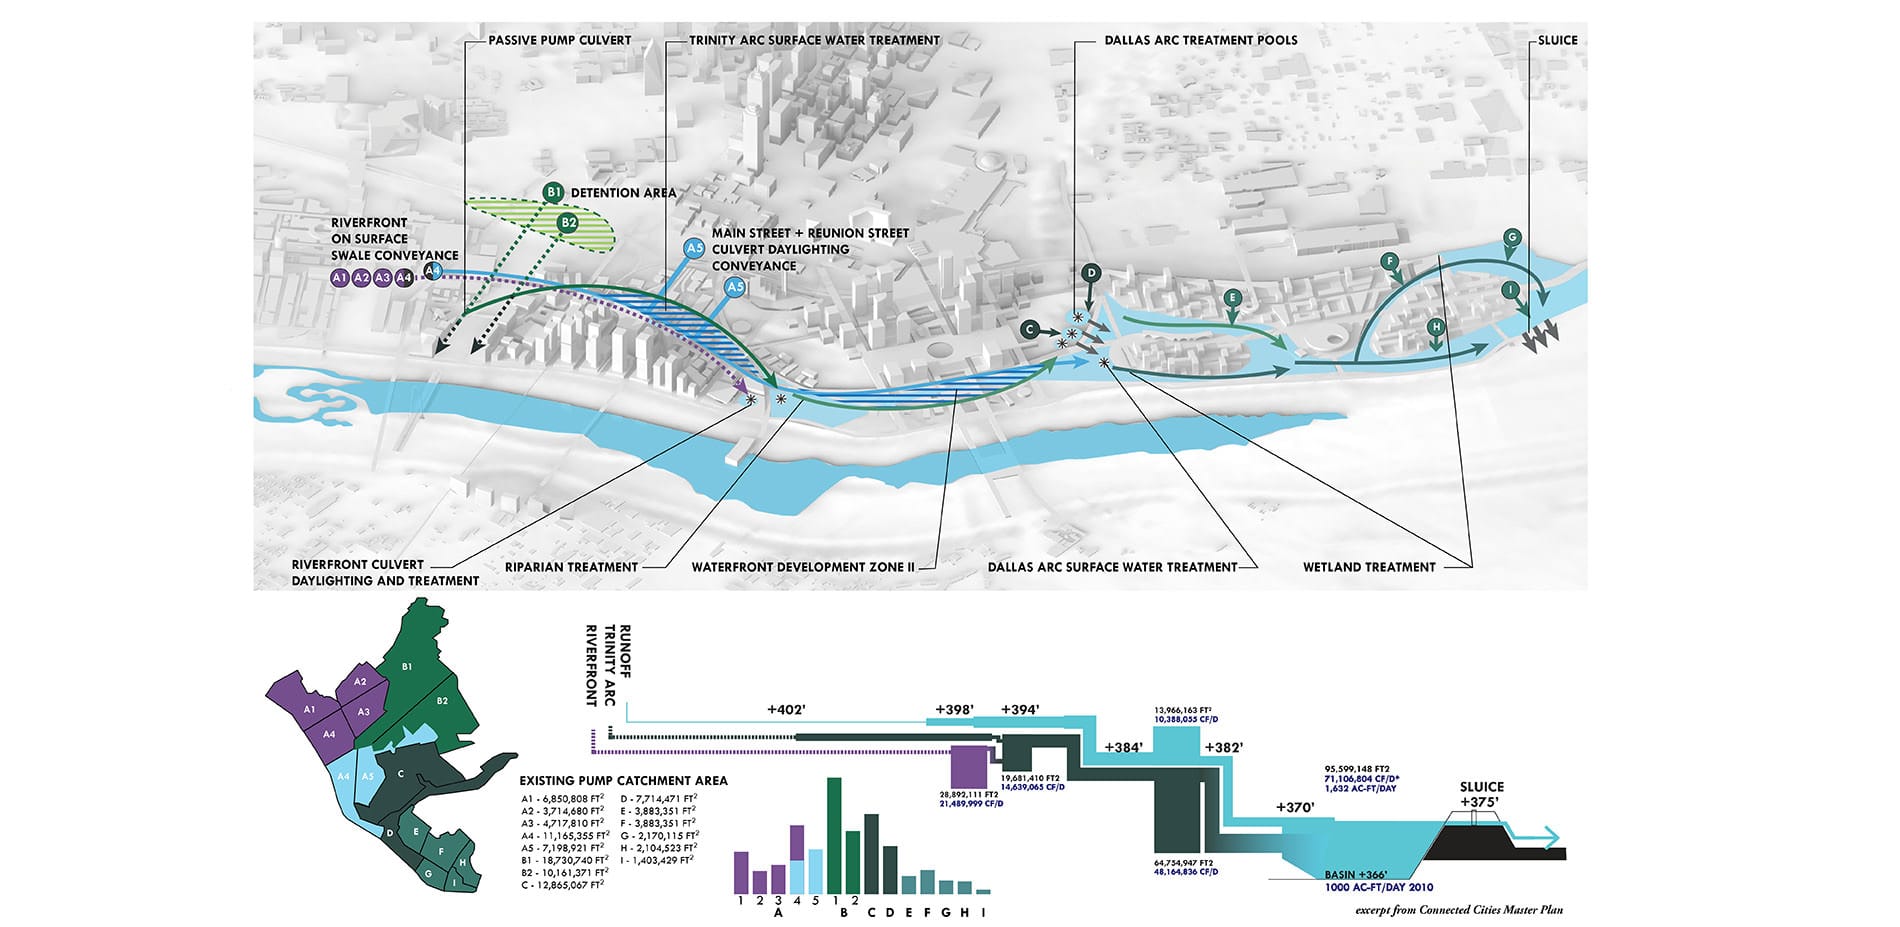 PASSIVE PUMP CULVERT
TRINITY ARC SURFACE WATER TREATMENT
DALLAS ARC TREATMENT POOLS
SLUICE
B1 DETENTION AREA
B2
RIVERFRONT
ON SURFACE
SWALE CONVEYANCE
A1 A2 A3 A4 A4
A5
MAIN STREET + REUNION STREET
CULVERT DAYLIGHTING
CONVEYANCE
A5
D
C
E
F
G
I
H
RIVERFRONT CULVERT
DAYLIGHTING AND TREATMENT
RIPARIAN TREATMENT
WATERFRONT DEVELOPMENT ZONE II
DALLAS ARC SURFACE WATER TREATMENT
WETLAND TREATMENT
B1
B2
A2
A1
A3
A4
A4
A5
C
D
E
F
H
G
I
EXISTING PUMP CATCHMENT AREA
A1 - 6,850,808 FT2
A2 - 3,714,680 FT2
A3 - 4,717,810 FT2
A4 - 11,165,355 FT2
A5 - 7,198,921 FT2
B1 - 18,730,740 FT2
B2 - 10,161,371 FT2
C - 12,865,067 FT2
D - 7,714,471 FT2
E - 3,883,351 FT2
F - 3,883,351 FT2
G - 2,170,115 FT2
H - 2,104,523 FT2
I - 1,403,429 FT2
1 2 3 4 5 1 2
A B C D E F G H I
RUNOFF
TRINITY ARC
RIVERFRONT
+402'
+398'
+394'
+384'
+382'
+370'
13,966,163 FT2
10,388,055 CF/D
28,892,111 FT2
21,489,999 CF/D
19,681,410 FT2
14,639,065 CF/D
64,754,947 FT2
48,164,836 CF/D
95,599,148 FT2
71,106,804 CF/D*
1,632 AC-FT/DAY
SLUICE
+375'
BASIN +366'
1000 AC-FT/DAY 2010
excerpt from Connected Cities Master Plan